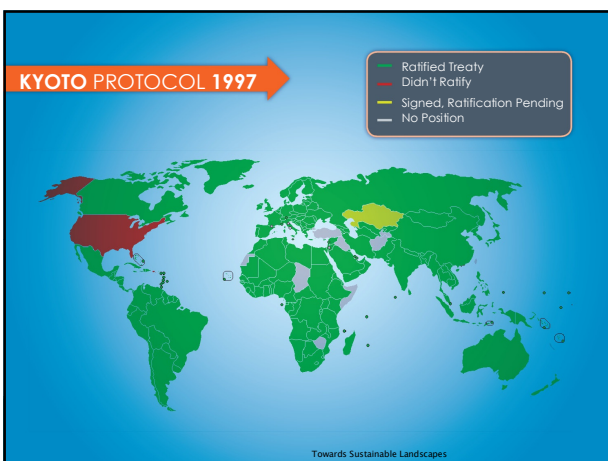 KYOTO PROTOCOL 1997
Ratified Treaty
Didn't Ratify
Signed, Ratification Pending
No Position
Towards Sustainable Landscapes